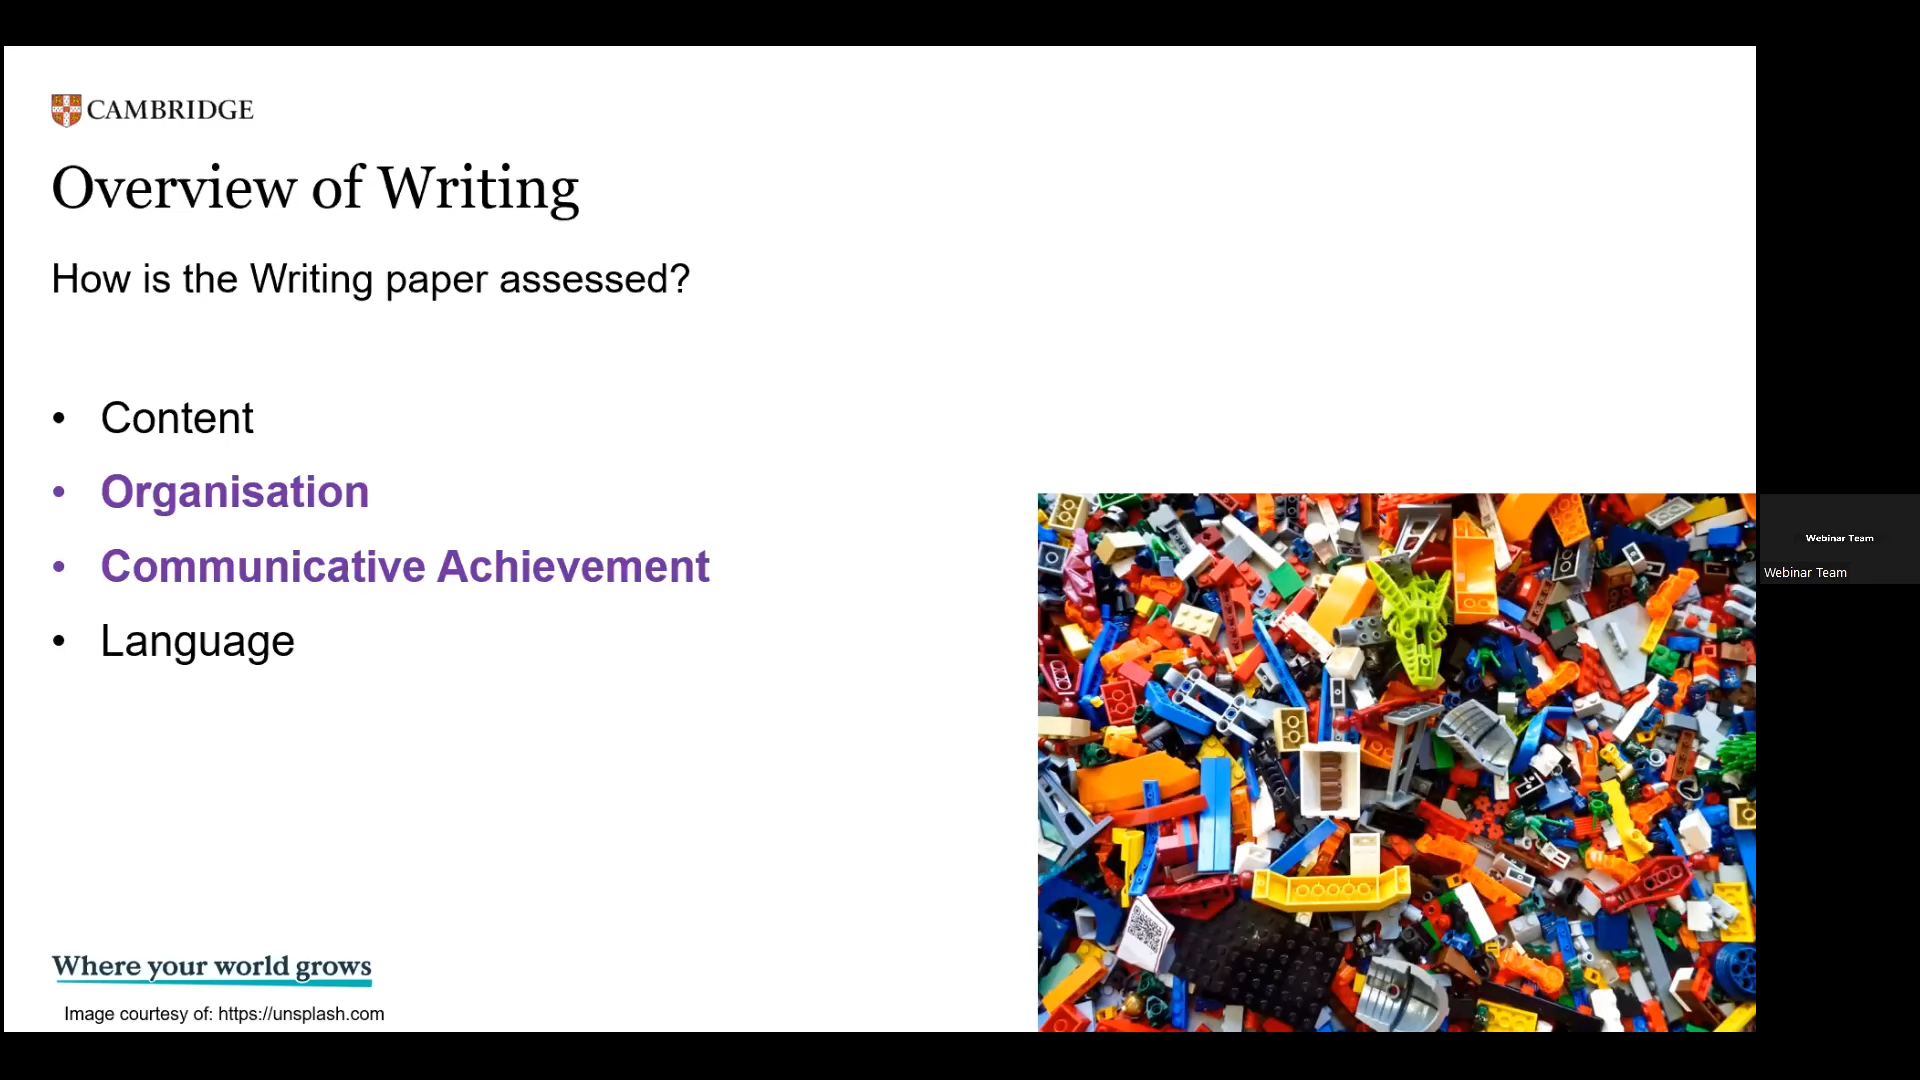 CAMBRIDGE
Overview of Writing
How is the Writing paper assessed?
• Content
• Organisation
• Communicative Achievement
• Language
Where your world grows
Image courtesy of: https://unsplash.com
Webinar Team
Webinar Team